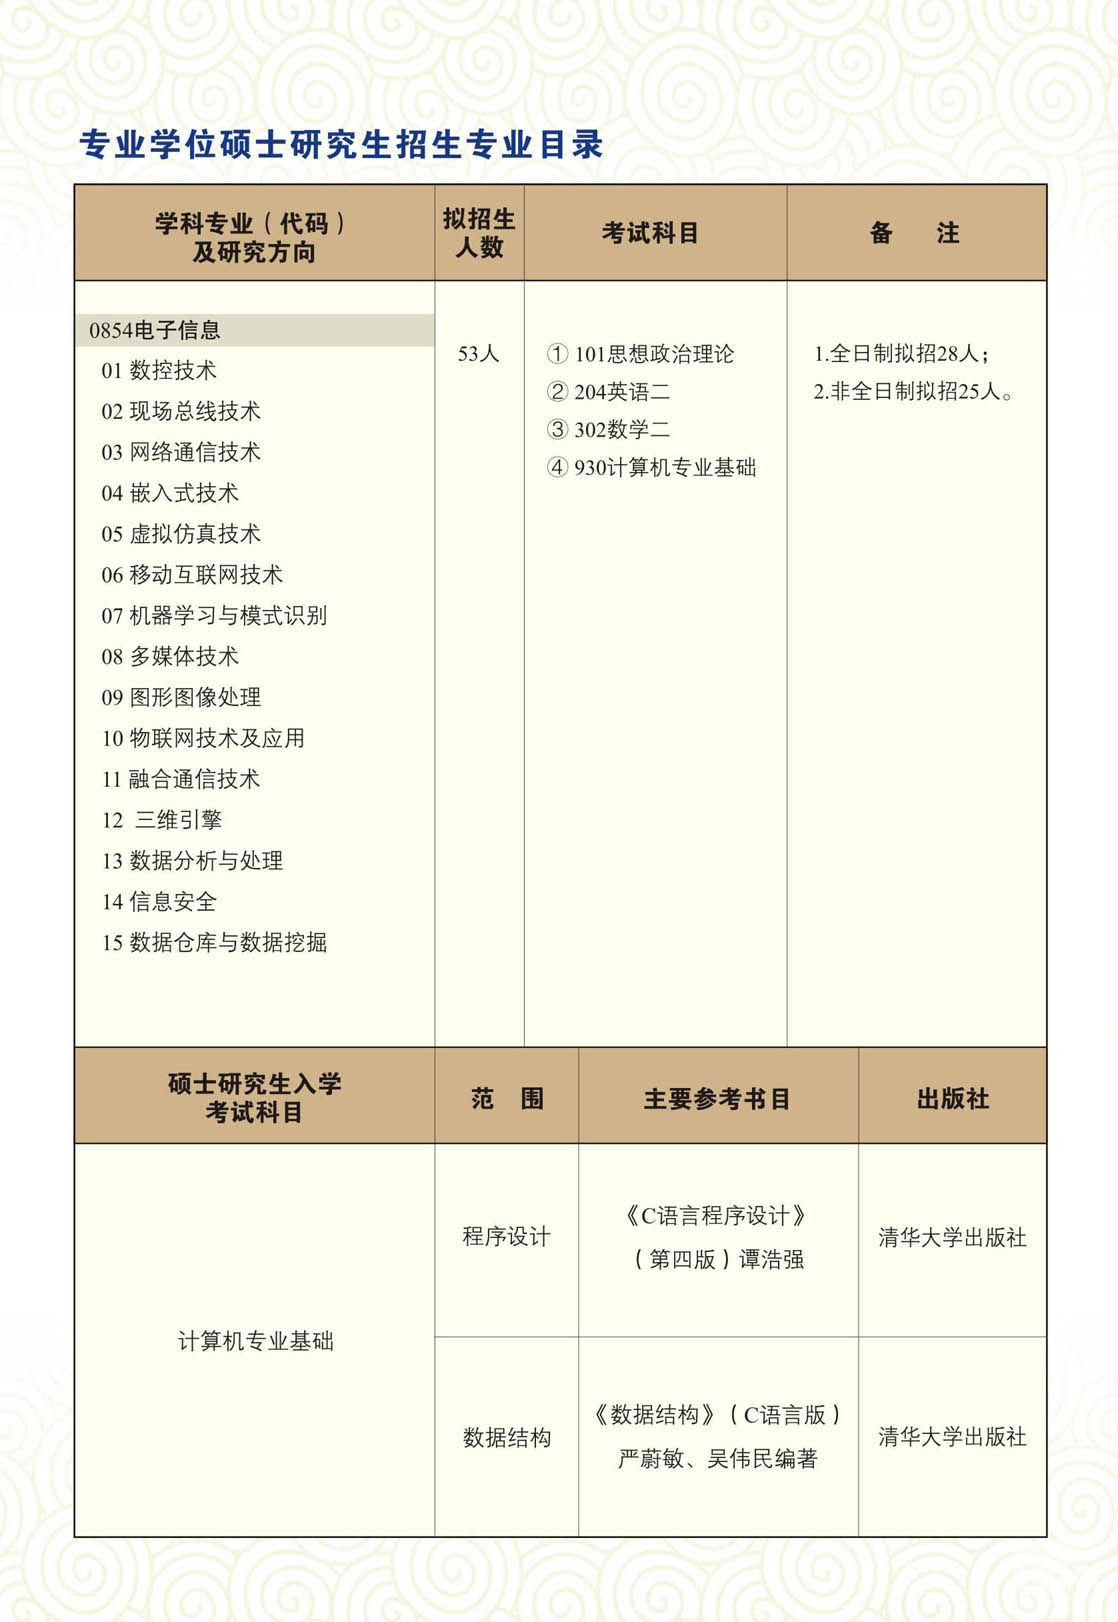 专业学位硕士研究生招生专业目录
学科专业（代码）
及研究方向
拟招生
人数
考试科目
备 注
0854电子信息
01 数控技术
02 现场总线技术
03 网络通信技术
04 嵌入式技术
05 虚拟仿真技术
06 移动互联网技术
07 机器学习与模式识别
08 多媒体技术
09 图形图像处理
10 物联网技术及应用
11 融合通信技术
12 三维引擎
13 数据分析与处理
14 信息安全
15 数据仓库与数据挖掘
53人
① 101思想政治理论
② 204英语二
③ 302数学二
④ 930计算机专业基础
1.全日制拟招28人；
2.非全日制拟招25人。
硕士研究生入学
考试科目
范 围
主要参考书目
出版社
计算机专业基础
程序设计
《C语言程序设计》
（第四版）谭浩强
清华大学出版社
数据结构
《数据结构》（C语言版）
严蔚敏、吴伟民编著
清华大学出版社